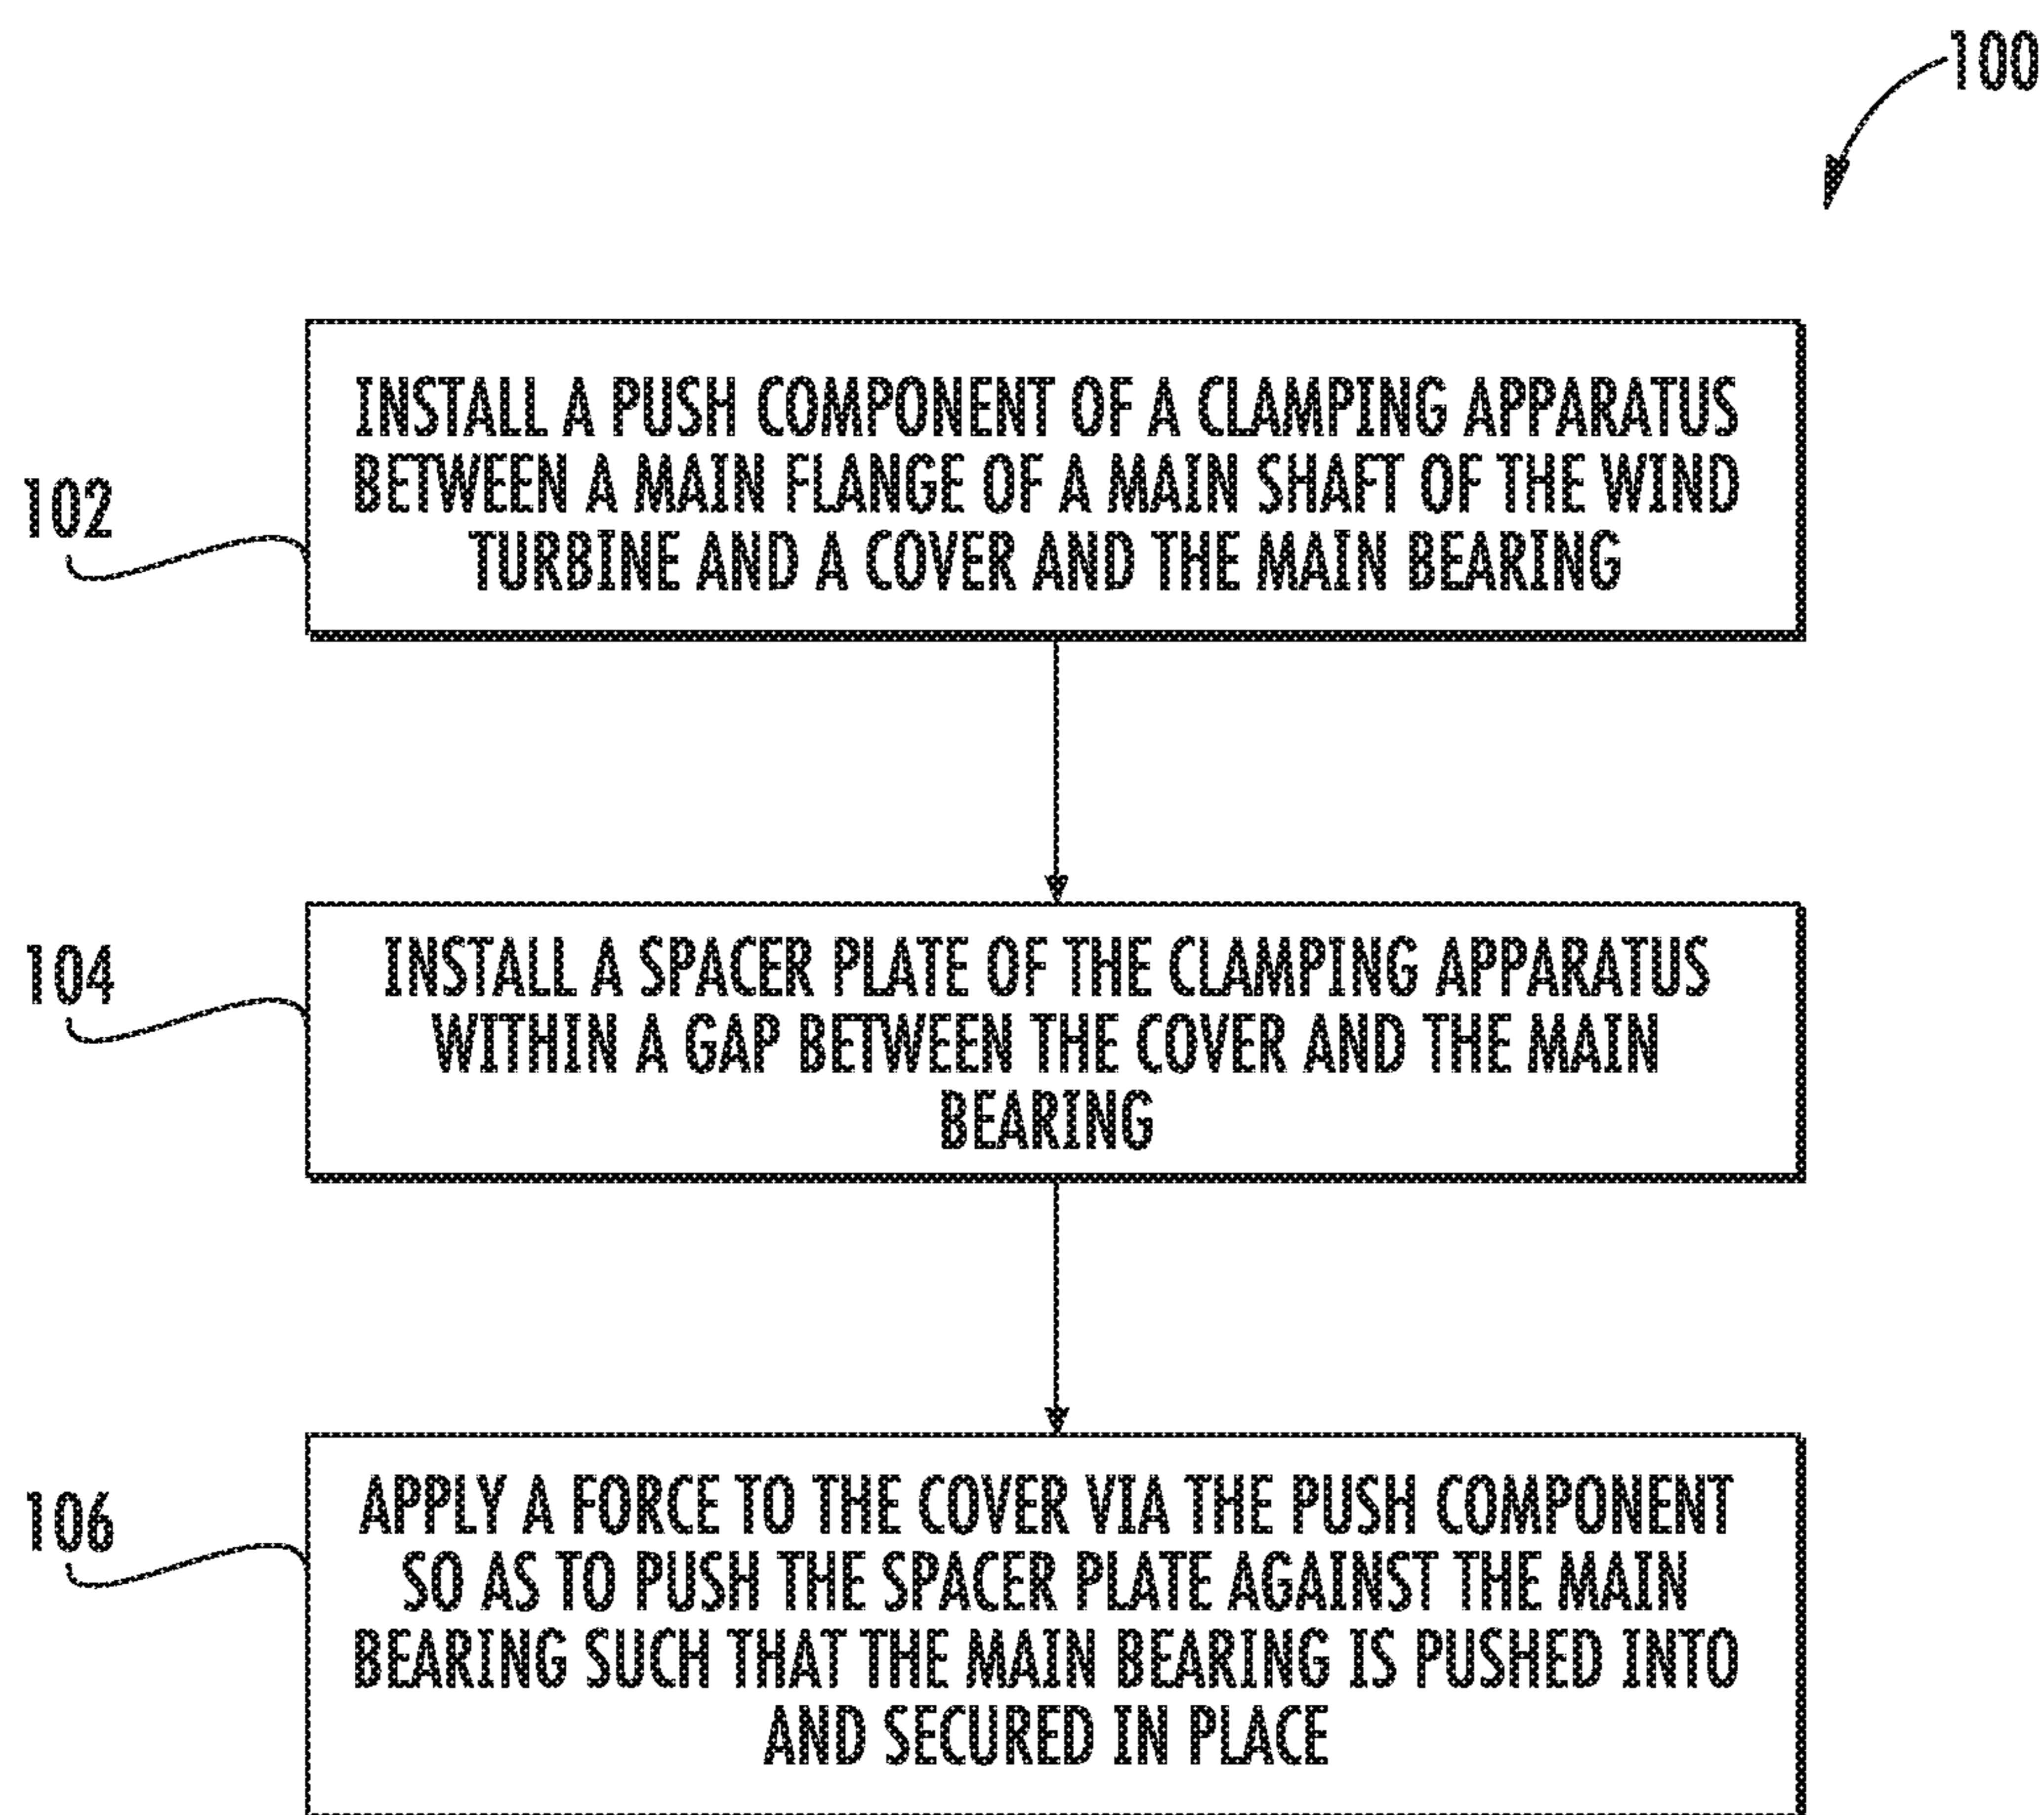 100
102
INSTALL A PUSH COMPONENT OF A CLAMPING APPARATUS
BETWEEN A MAIN FLANGE OF A MAIN SHAFT OF THE WIND
TURBINE AND A COVER AND THE MAIN BEARING
104
INSTALL A SPACER PLATE OF THE CLAMPING APPARATUS
WITHIN A GAP BETWEEN THE COVER AND THE MAIN
BEARING
106
APPLY A FORCE TO THE COVER VIA THE PUSH COMPONENT
SO AS TO PUSH THE SPACER PLATE AGAINST THE MAIN
BEARING SUCH THAT THE MAIN BEARING IS PUSHED INTO
AND SECURED IN PLACE